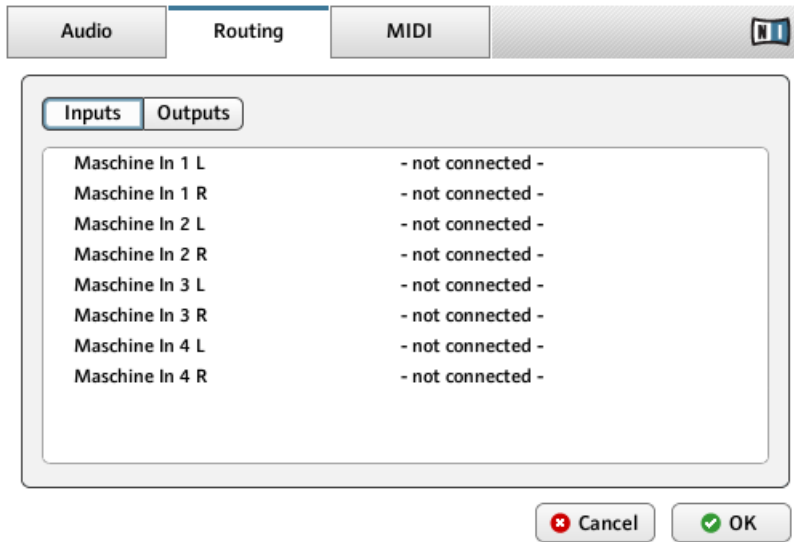 Audio Routing MIDI NI
Inputs Outputs
Maschine In 1 L - not connected -
Maschine In 1 R - not connected -
Maschine In 2 L - not connected -
Maschine In 2 R - not connected -
Maschine In 3 L - not connected -
Maschine In 3 R - not connected -
Maschine In 4 L - not connected -
Maschine In 4 R - not connected -
Cancel OK